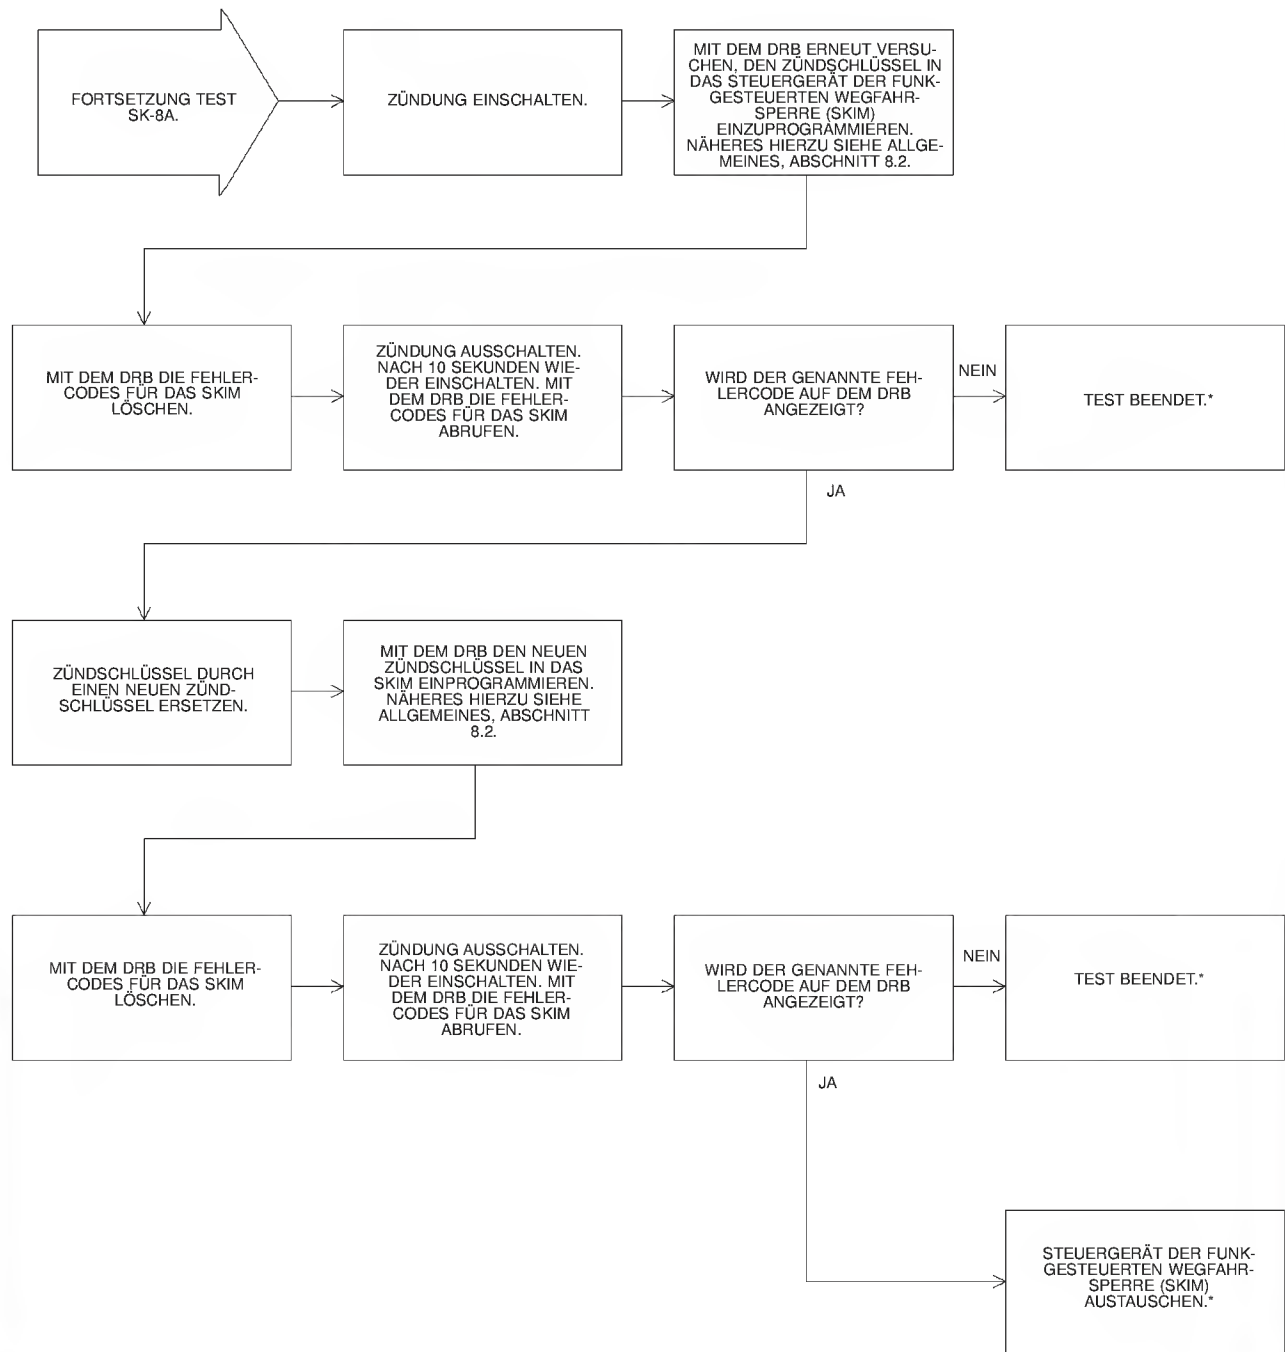 FORTSETZUNG TEST
SK-8A.
ZÜNDUNG EINSCHALTEN.
MIT DEM DRB ERNEUT VERSU-
CHEN, DEN ZÜNDSCHLÜSSEL IN
DAS STEUERGERÄT DER FUNK-
GESTEUERTEN WEGFAHR-
SPERRE (SKIM)
EINZUPROGRAMMIEREN.
NÄHERES HIERZU SIEHE ALLGE-
MEINES, ABSCHNITT 8.2.
MIT DEM DRB DIE FEHLER-
CODES FÜR DAS SKIM
LÖSCHEN.
ZÜNDUNG AUSSCHALTEN.
NACH 10 SEKUNDEN WIE-
DER EINSCHALTEN. MIT
DEM DRB DIE FEHLER-
CODES FÜR DAS SKIM
ABRUFEN.
WIRD DER GENANNTE FEH-
LERCODE AUF DEM DRB
ANGEZEIGT?
NEIN
TEST BEENDET.*
JA
ZÜNDSCHLÜSSEL DURCH
EINEN NEUEN ZÜND-
SCHLÜSSEL ERSETZEN.
MIT DEM DRB DEN NEUEN
ZÜNDSCHLÜSSEL IN DAS
SKIM EINPROGRAMMIEREN.
NÄHERES HIERZU SIEHE
ALLGEMEINES, ABSCHNITT
8.2.
MIT DEM DRB DIE FEHLER-
CODES FÜR DAS SKIM
LÖSCHEN.
ZÜNDUNG AUSSCHALTEN.
NACH 10 SEKUNDEN WIE-
DER EINSCHALTEN. MIT
DEM DRB DIE FEHLER-
CODES FÜR DAS SKIM
ABRUFEN.
WIRD DER GENANNTE FEH-
LERCODE AUF DEM DRB
ANGEZEIGT?
NEIN
TEST BEENDET.*
JA
STEUERGERÄT DER FUNK-
GESTEUERTEN WEGFAHR-
SPERRE (SKIM)
AUSTAUSCHEN.*